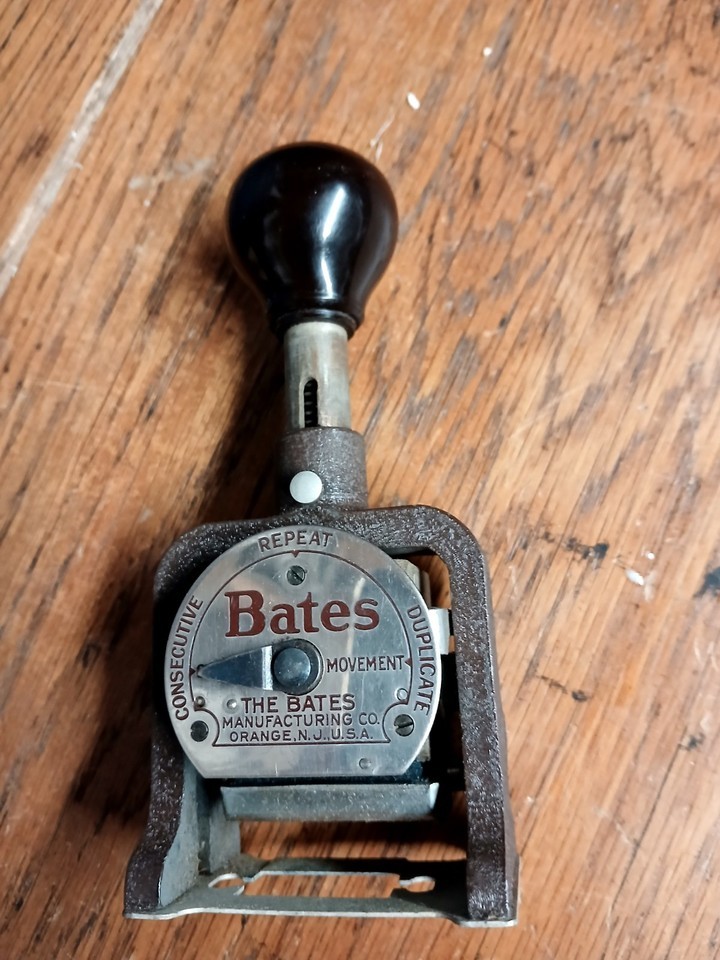 REPEAT
CONSECUTIVE
DUPLICATE
Bates
MOVEMENT
THE BATES
MANUFACTURING CO.
ORANGE, N.J., U.S.A.